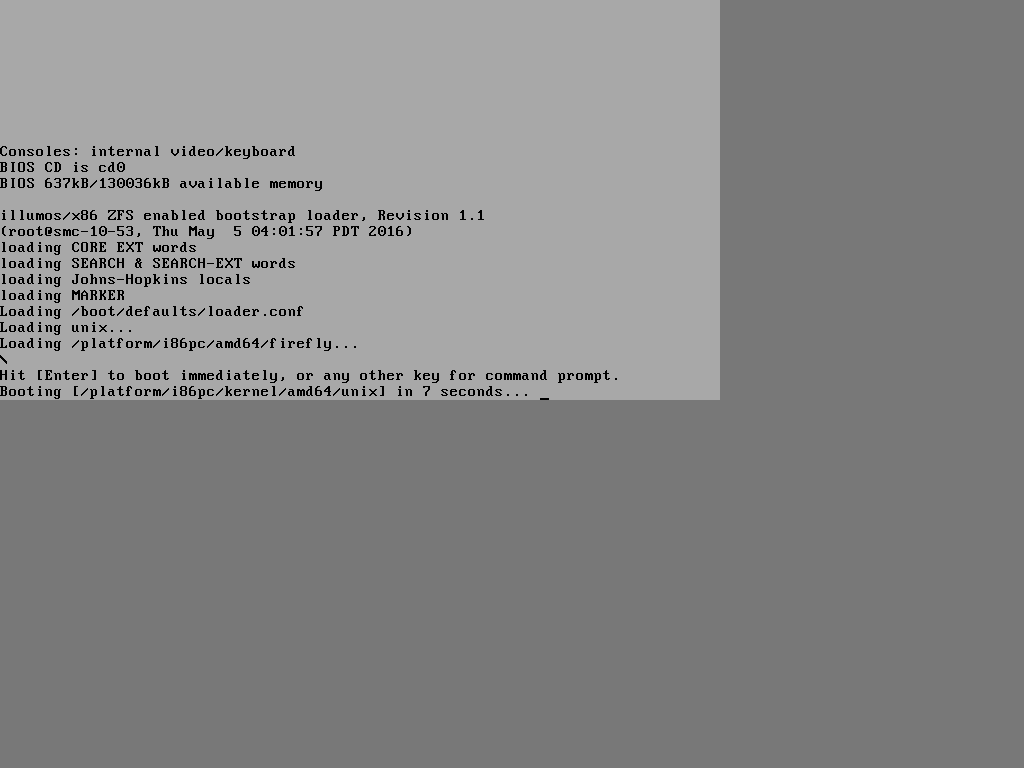 Consoles: internal video/keyboard
BIOS CD is cd0
BIOS 637kB/130036kB available memory
illumos/x86 ZFS enabled bootstrap loader, Revision 1.1
(root@smc-10-53, Thu May  5 04:01:57 PDT 2016)
loading CORE EXT words
loading SEARCH & SEARCH-EXT words
loading Johns-Hopkins locals
loading MARKER
Loading /boot/defaults/loader.conf
Loading unix...
Loading /platform/i86pc/amd64/firefly...
\
Hit [Enter] to boot immediately, or any other key for command prompt.
Booting [/platform/i86pc/kernel/amd64/unix] in 7 seconds... _